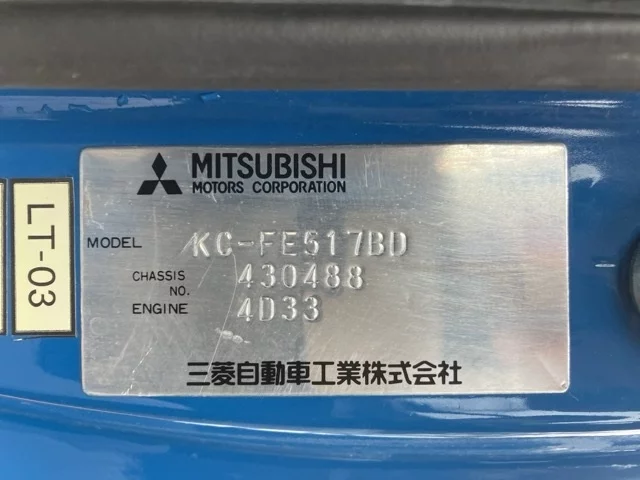 MITSUBISHI
MOTORS CORPORATION
MODEL KC-FE517BD
CHASSIS NO. 430488
ENGINE 4D33
三菱自動車工業株式会社
LT-03